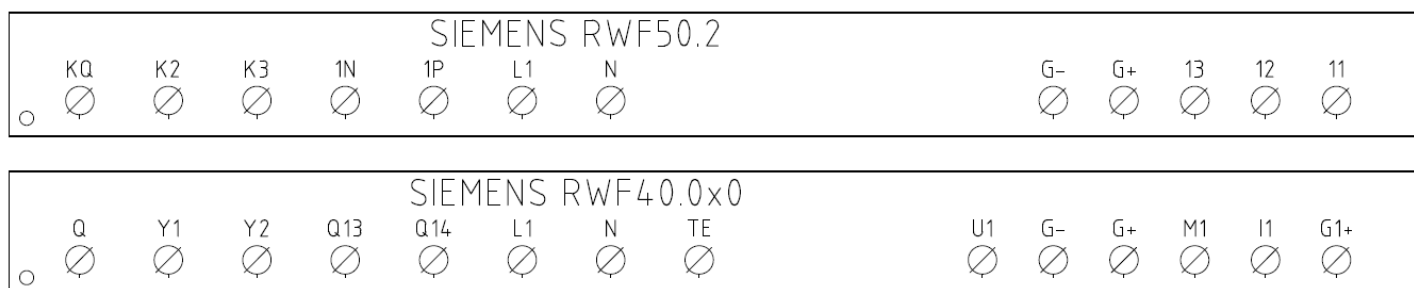 SIEMENS RWF50.2
KQ K2 K3 1N 1P L1 N G- G+ 13 12 11
SIEMENS RWF40.0x0
Q Y1 Y2 Q13 Q14 L1 N TE U1 G- G+ M1 I1 G1+